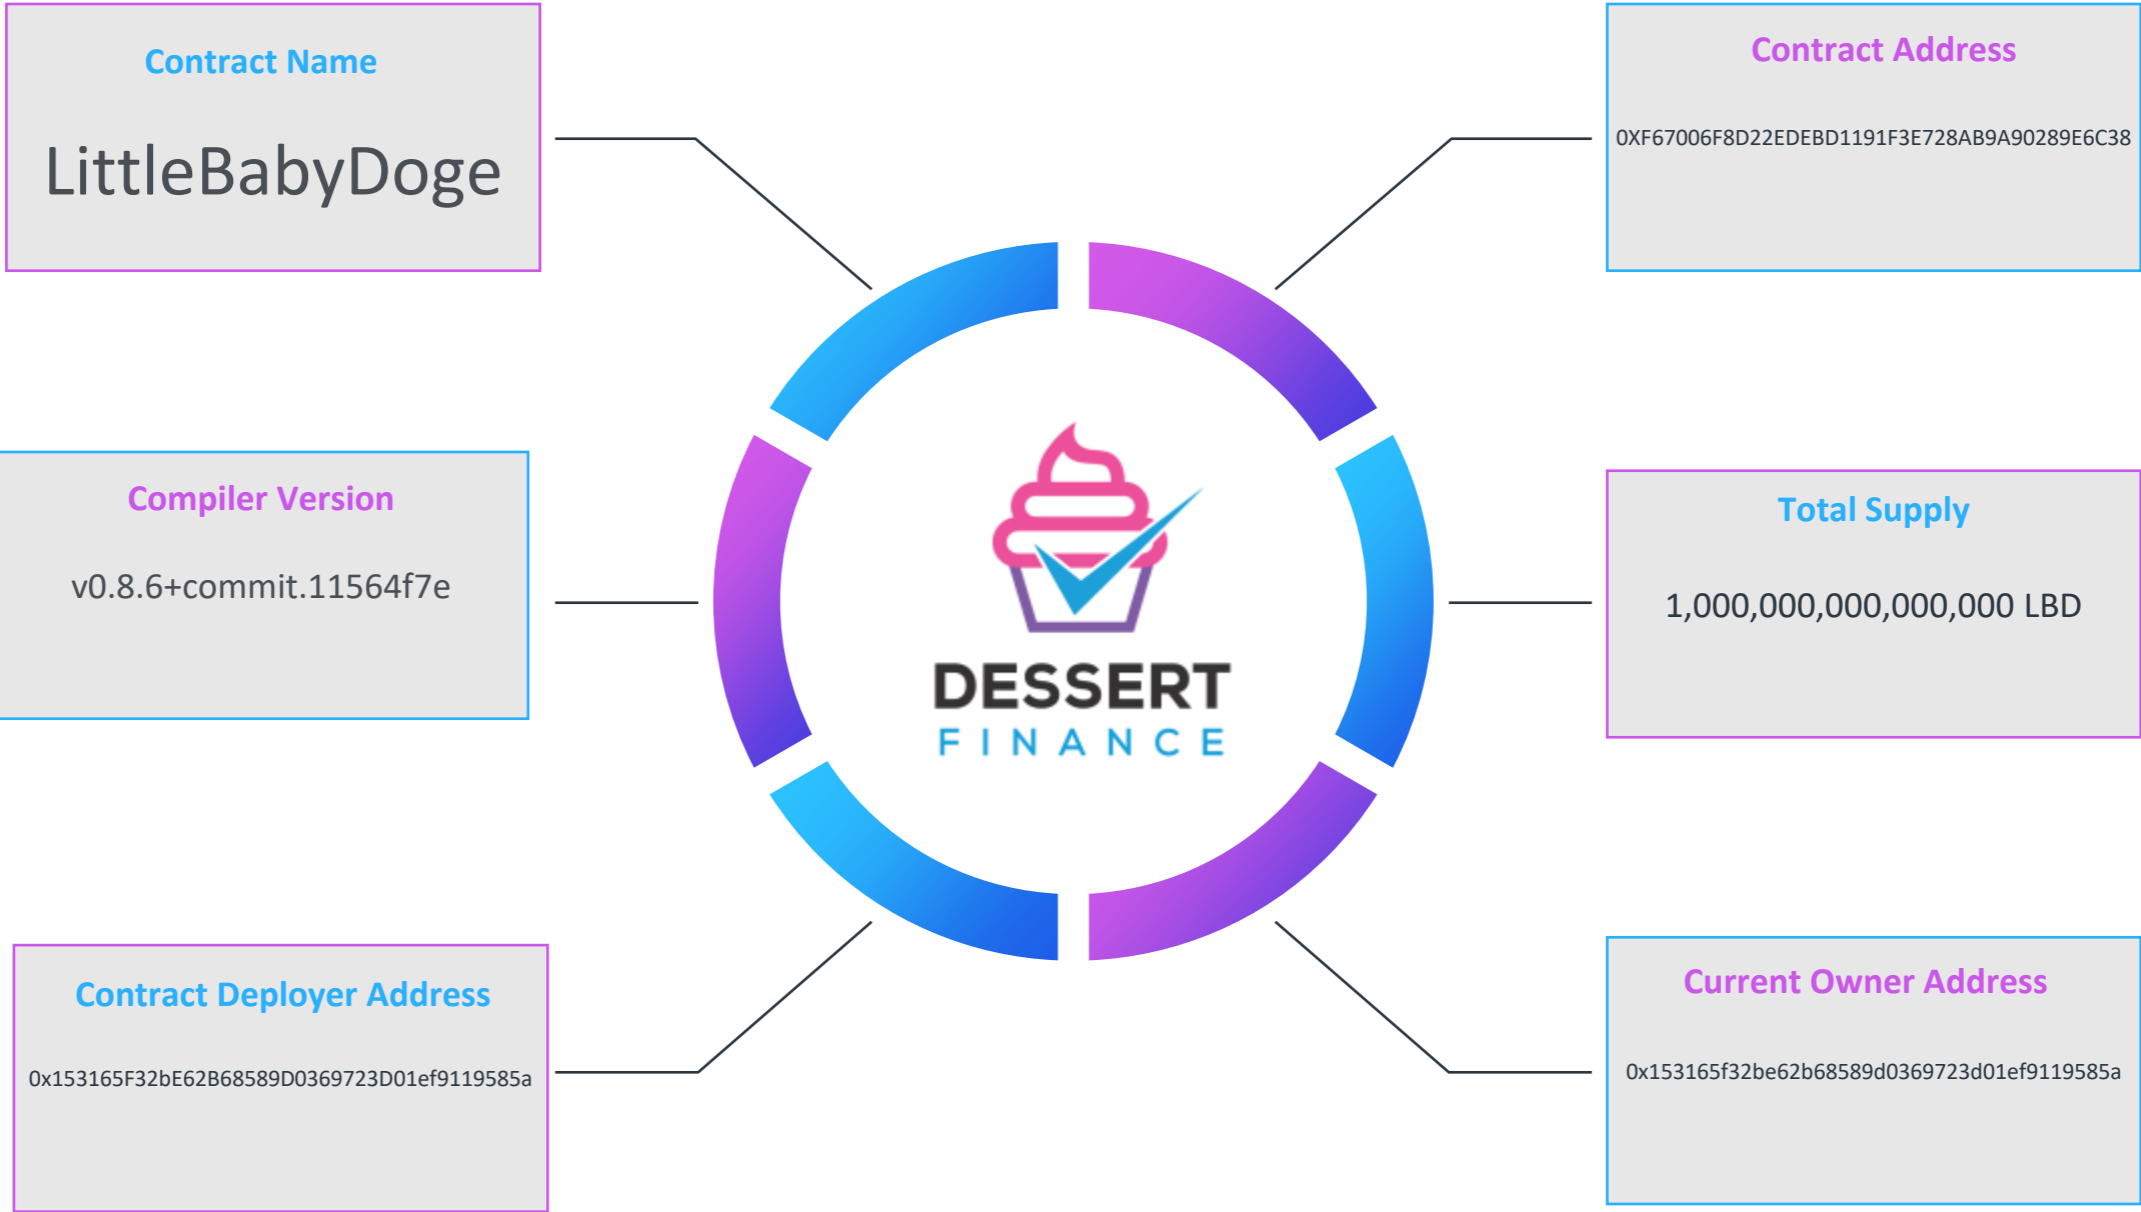 Contract Name
LittleBabyDoge
Contract Address
0XF67006F8D22EDEBD1191F3E728AB9A90289E6C38
Compiler Version
v0.8.6+commit.11564f7e
Total Supply
1,000,000,000,000,000 LBD
DESSERT
FINANCE
Contract Deployer Address
0x153165F32bE62B68589D0369723D01ef9119585a
Current Owner Address
0x153165f32be62b68589d0369723d01ef9119585a